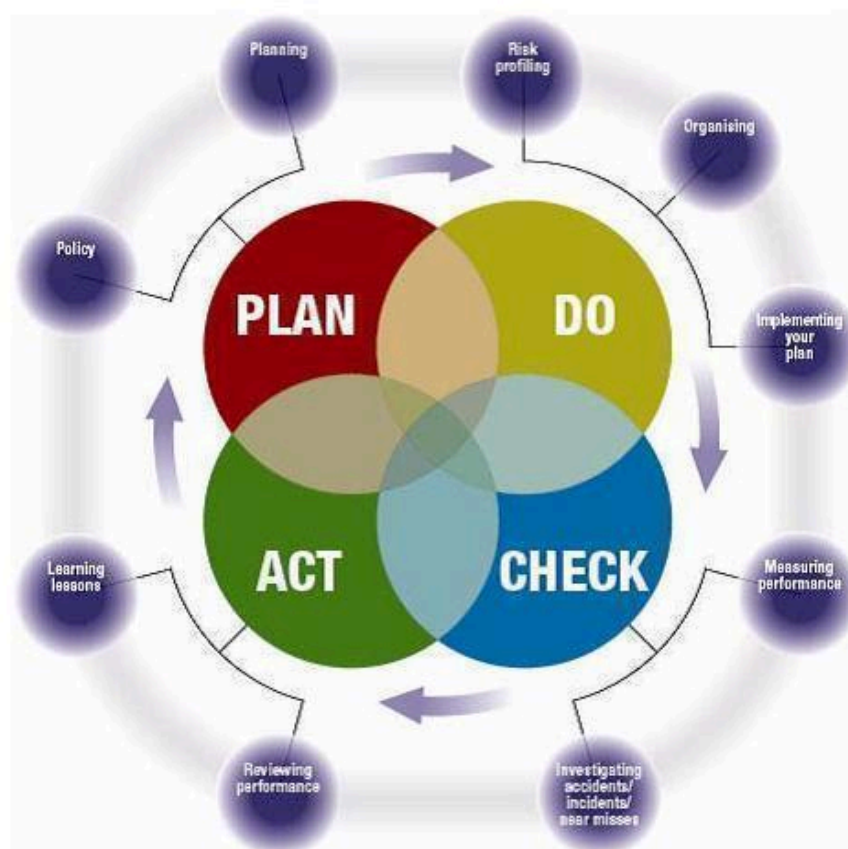 Planning
Risk
profiling
Organising
Policy
PLAN
DO
Implementing
your
plan
ACT
CHECK
Learning
lessons
Measuring
performance
Reviewing
performance
Investigating
accidents/
incidents/
near misses